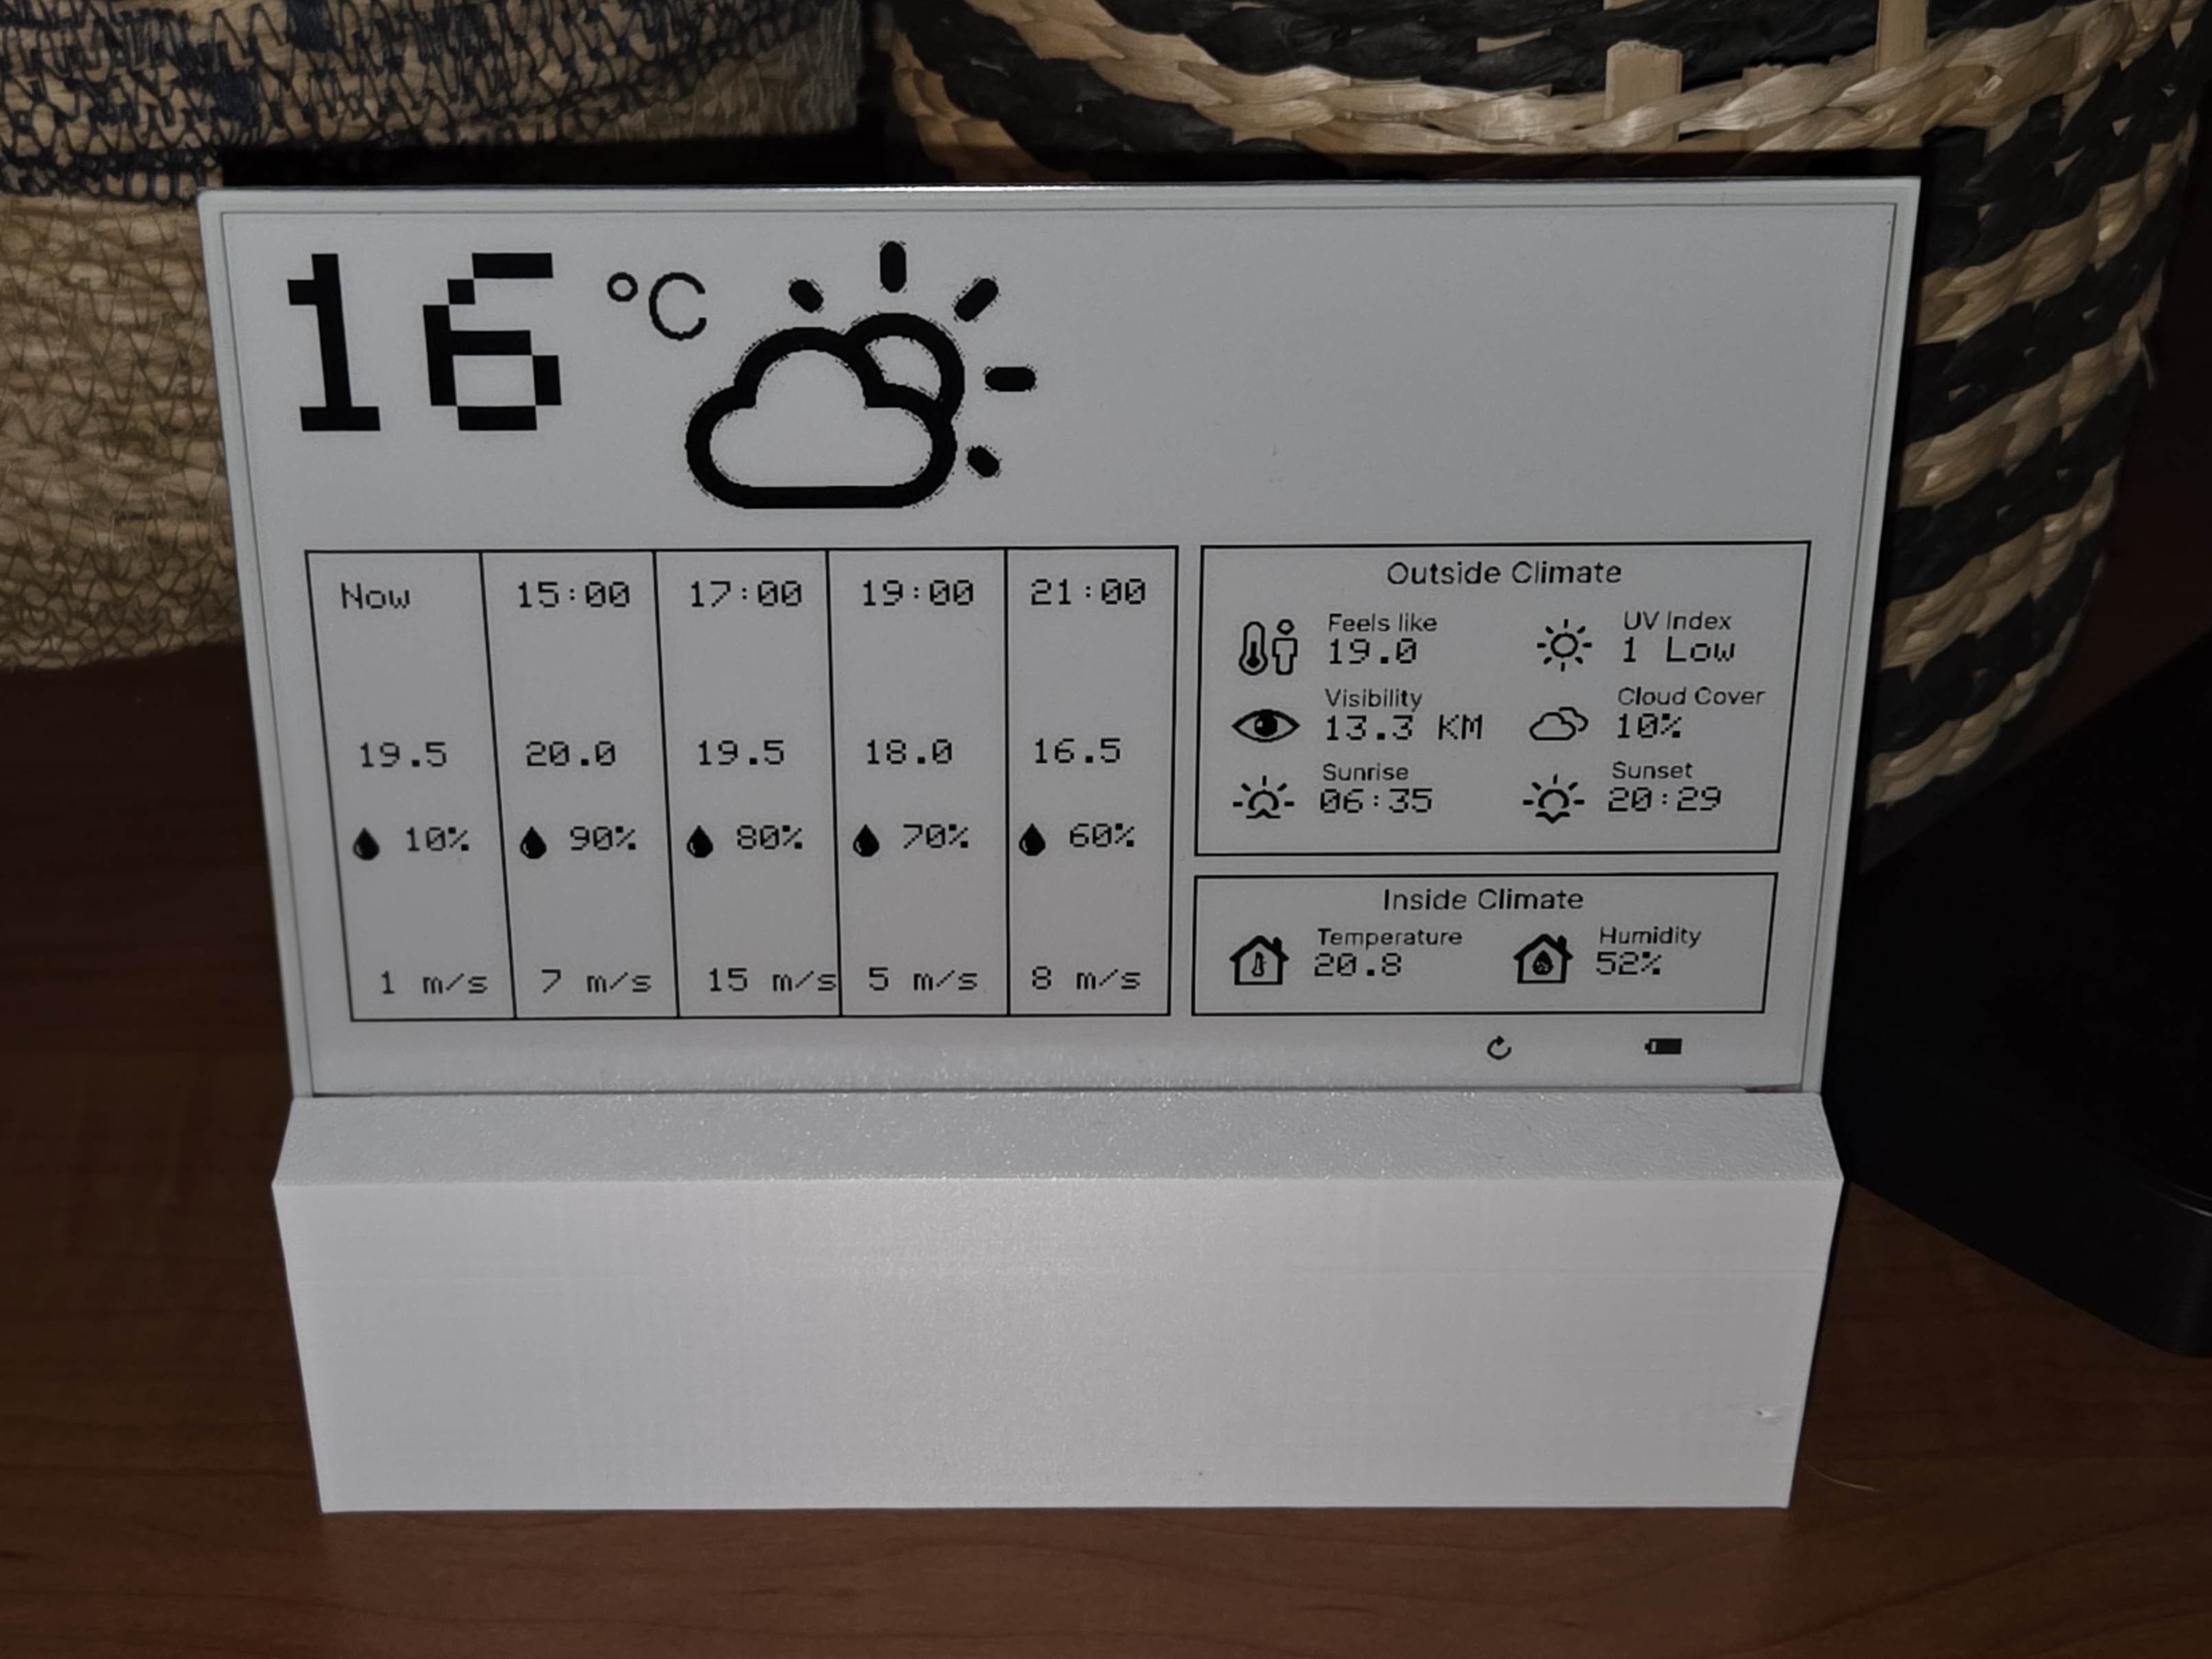 16 °C
Now 15:00 17:00 19:00 21:00
19.5 20.0 19.5 18.0 16.5
10% 90% 80% 70% 60%
1 m/s 7 m/s 15 m/s 5 m/s 8 m/s
Outside Climate
Feels like UV Index
19.0 1 Low
Visibility Cloud Cover
13.3 KM 10%
Sunrise Sunset
06:35 20:29
Inside Climate
Temperature Humidity
20.8 52%